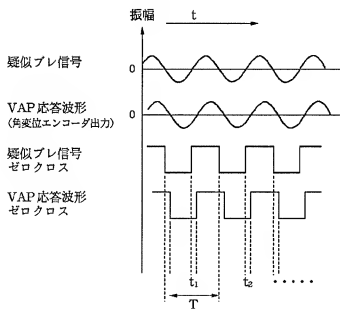 振幅
t
疑似ブレ信号
0
VAP応答波形
(角変位エンコーダ出力)
0
疑似ブレ信号
ゼロクロス
VAP応答波形
ゼロクロス
t₁
t₂
T